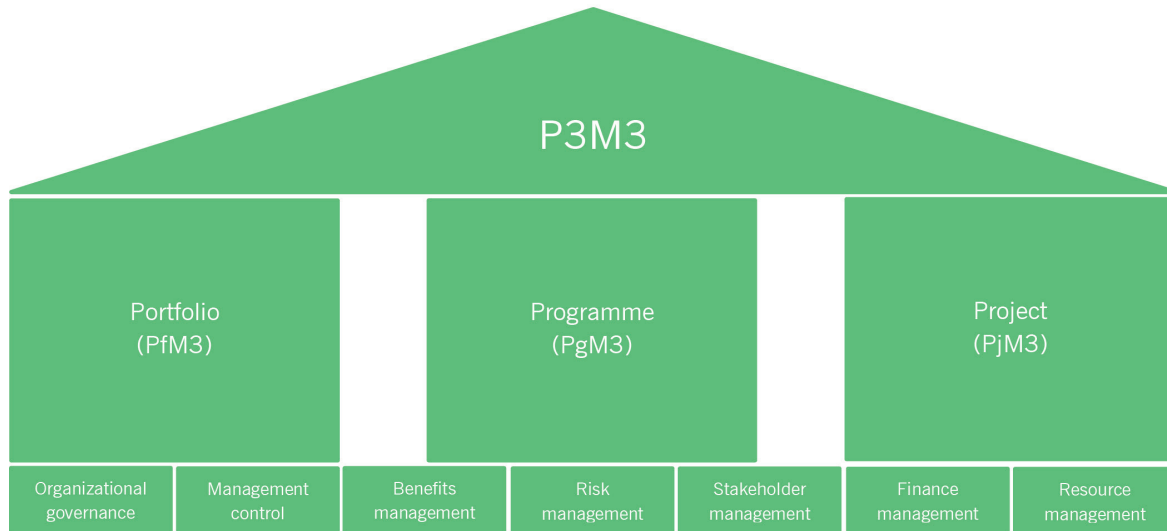 P3M3
Portfolio
(PfM3)
Programme
(PgM3)
Project
(PjM3)
Organizational
governance
Management
control
Benefits
management
Risk
management
Stakeholder
management
Finance
management
Resource
management